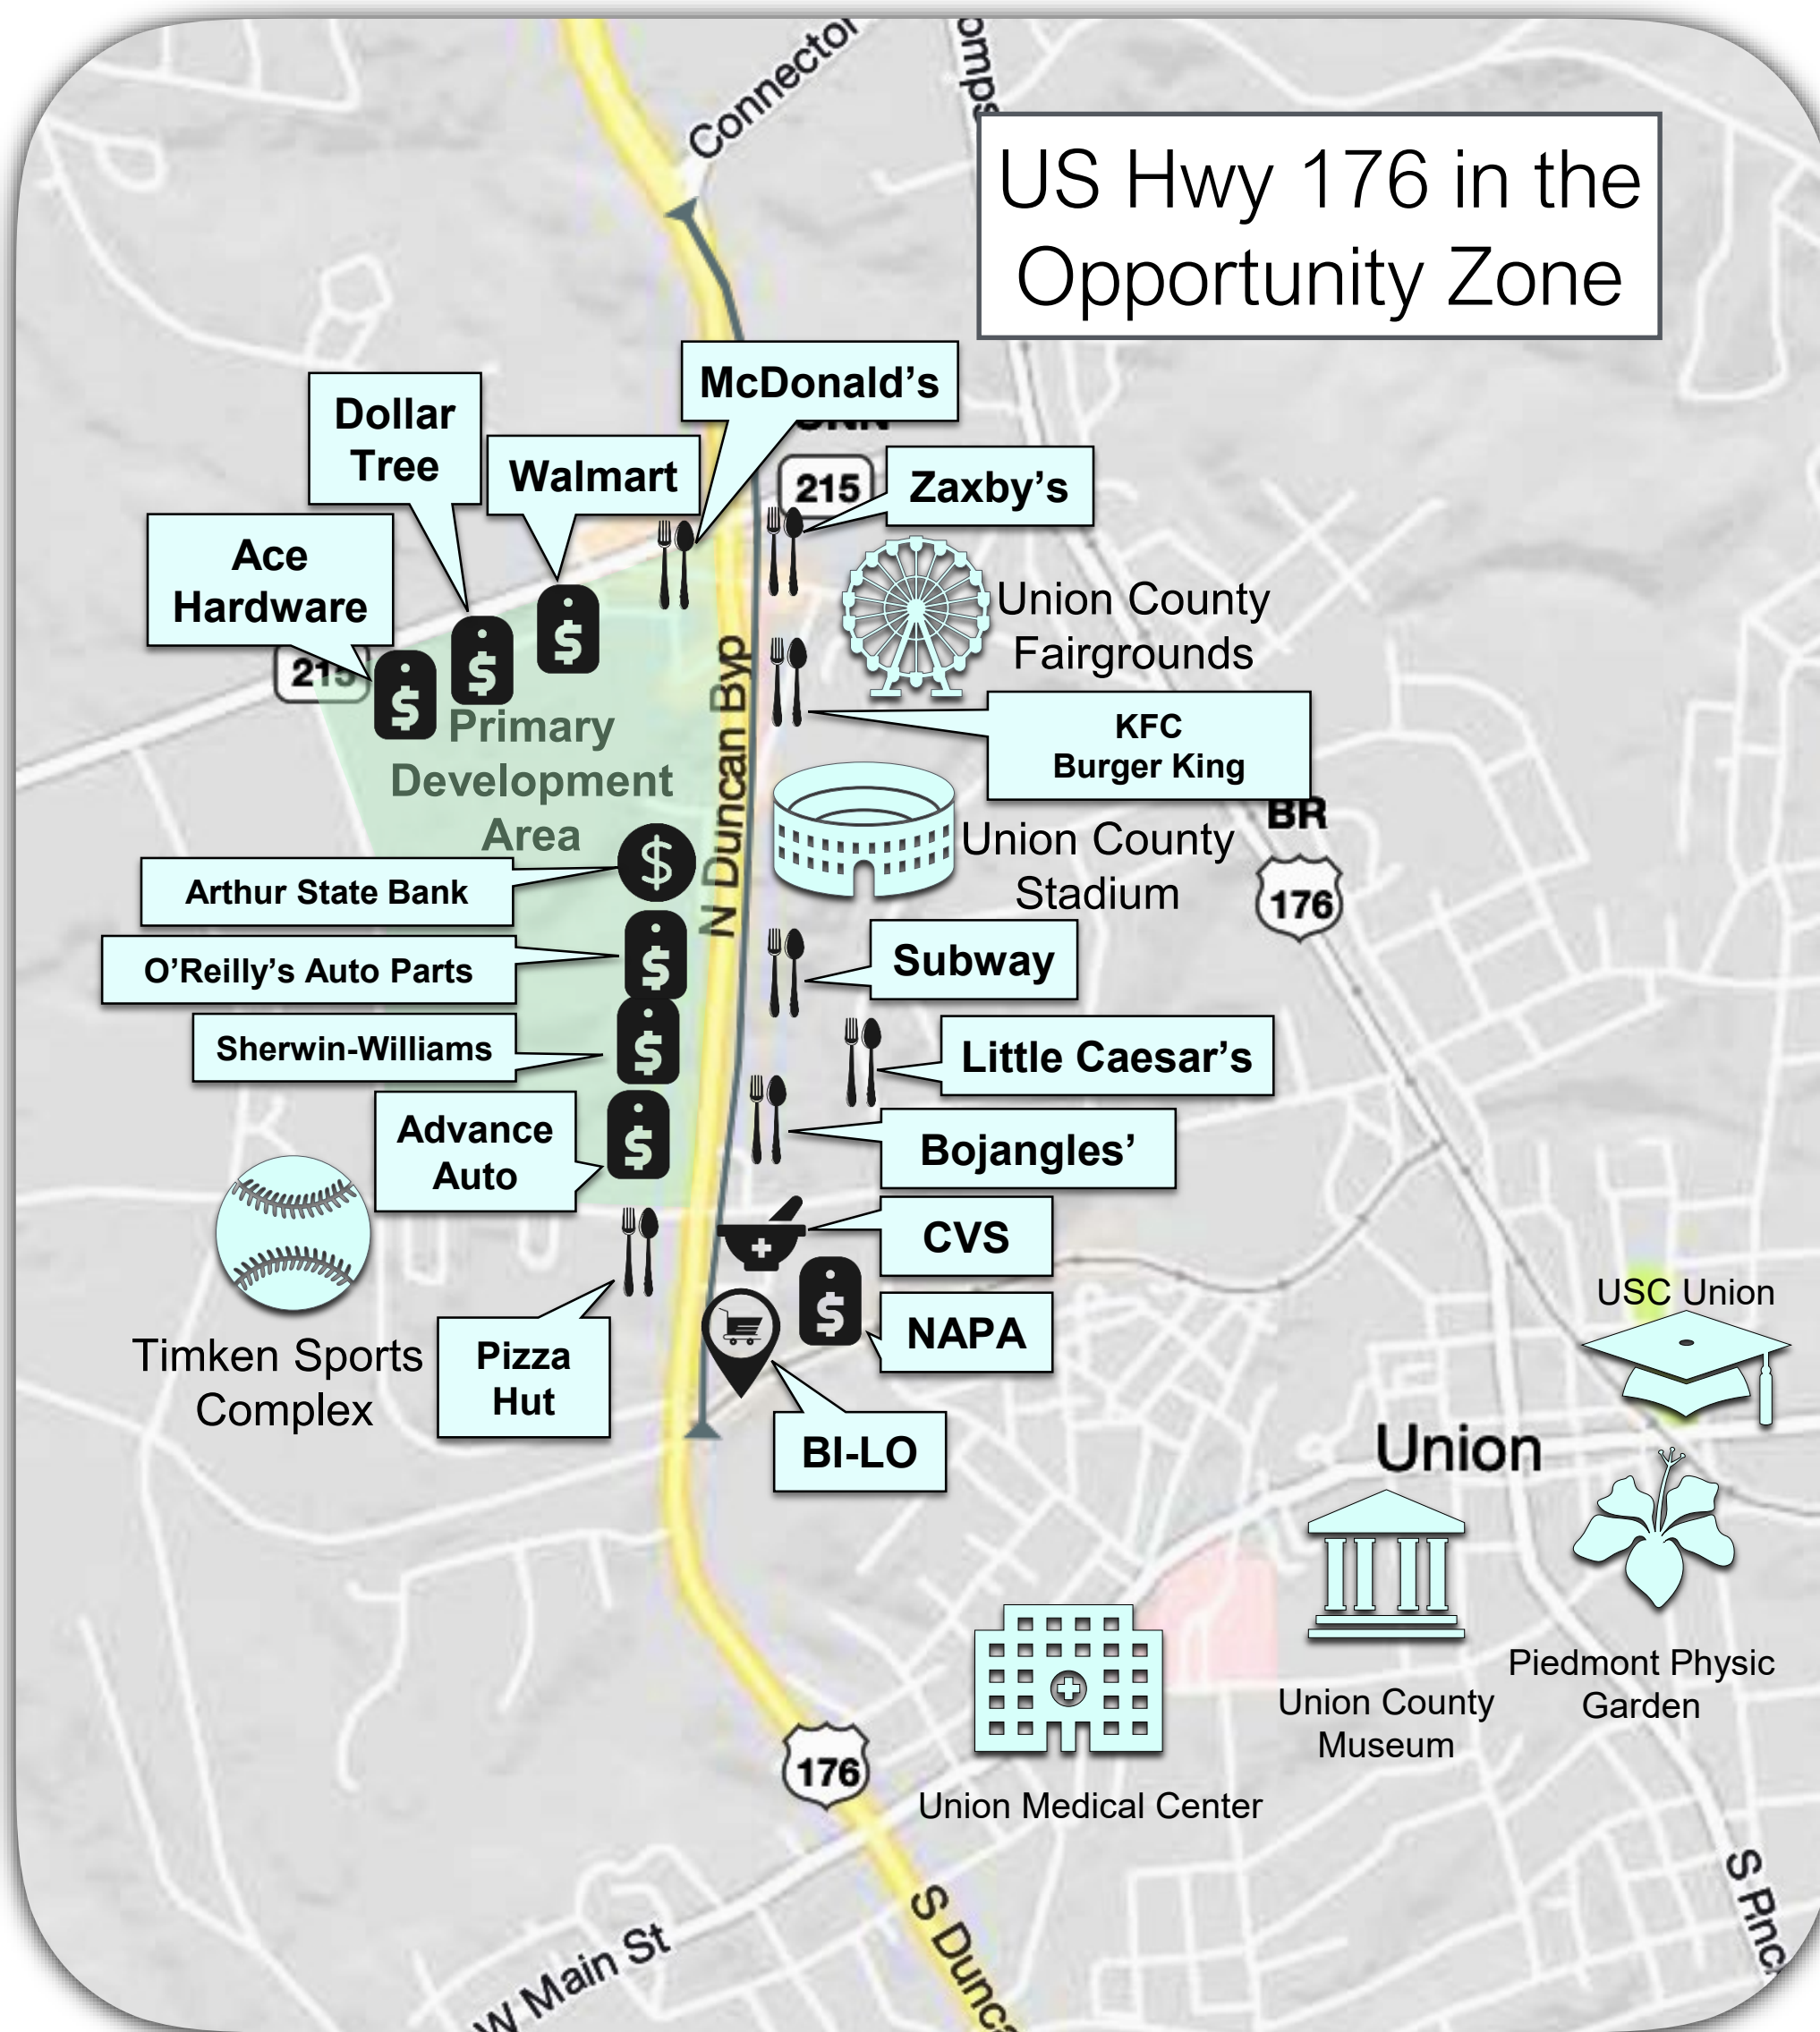 Connector
US Hwy 176 in the
Opportunity Zone
McDonald’s
Dollar
Tree
Walmart
215
Zaxby’s
Ace
Hardware
215
Union County
Fairgrounds
Primary
Development
Area
N Duncan Byp
KFC
Burger King
BR
176
Union County
Stadium
Arthur State Bank
O’Reilly’s Auto Parts
Subway
Sherwin-Williams
Little Caesar’s
Advance
Auto
Bojangles’
CVS
NAPA
Timken Sports
Complex
Pizza
Hut
BI-LO
USC Union
Union
Piedmont Physic
Garden
Union County
Museum
Union Medical Center
176
W Main St
S Dunca
S Pinc